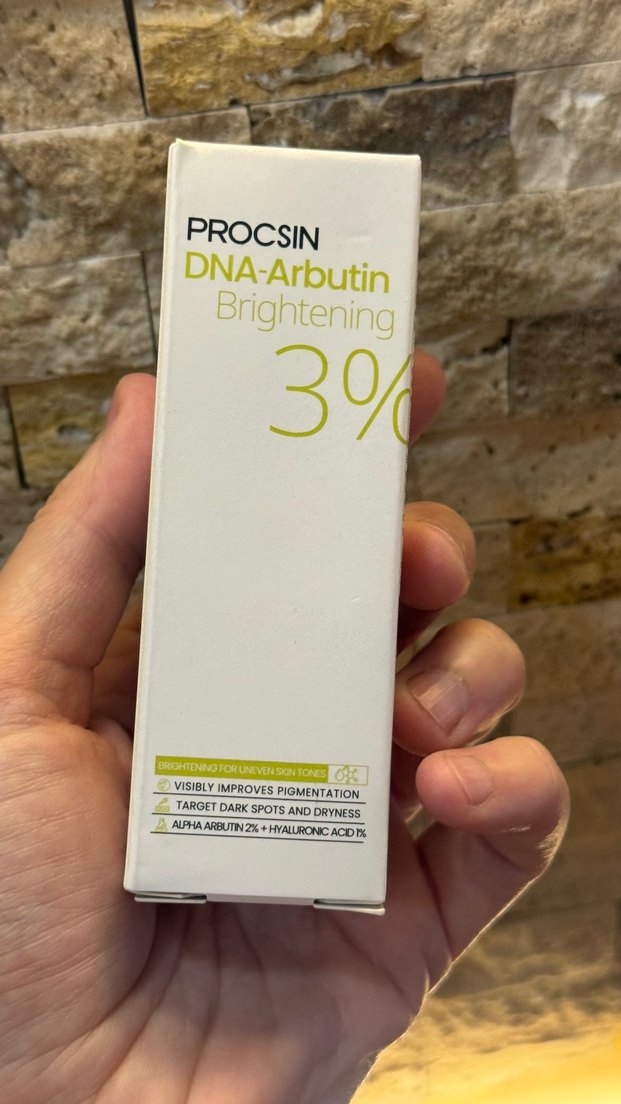 PROCSIN
DNA-Arbutin
Brightening
3%
BRIGHTENING FOR UNEVEN SKIN TONES
VISIBLY IMPROVES PIGMENTATION
TARGET DARK SPOTS AND DRYNESS
ALPHA ARBUTIN 2% + HYALURONIC ACID 1%